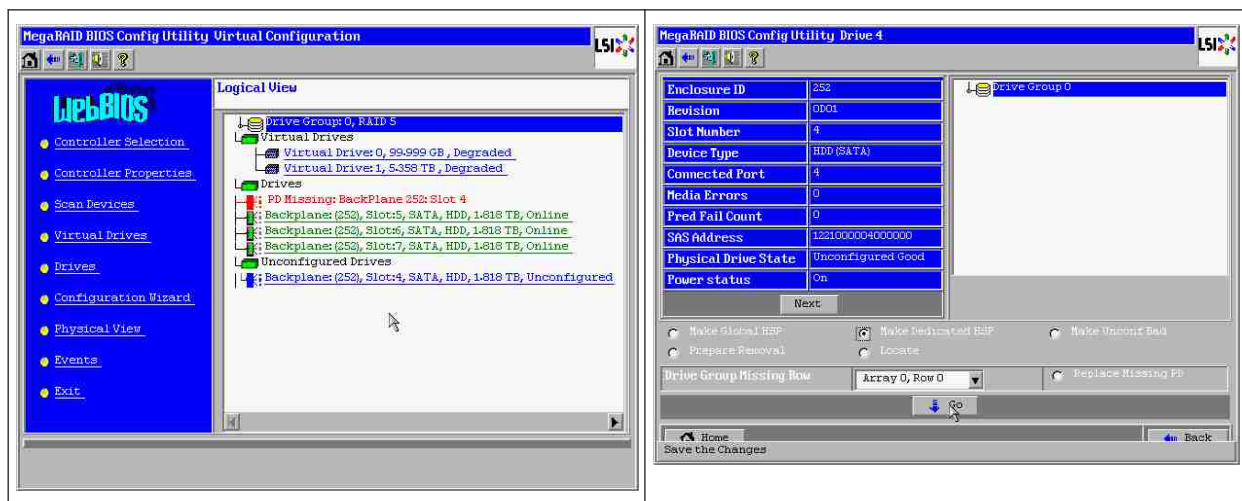 MegaRAID BIOS Config Utility Virtual Configuration
LSI
WebBIOS
Controller Selection
Controller Properties
Scan Devices
Virtual Drives
Drives
Configuration Wizard
Physical View
Events
Exit
Logical View
Drive Group: 0, RAID 5
Virtual Drives
Virtual Drive: 0, 99.999 GB , Degraded
Virtual Drive: 1, 5.358 TB , Degraded
Drives
PD Missing: BackPlane 252: Slot 4
Backplane: (252), Slot:5, SATA, HDD, 1.818 TB, Online
Backplane: (252), Slot:6, SATA, HDD, 1.818 TB, Online
Backplane: (252), Slot:7, SATA, HDD, 1.818 TB, Online
Unconfigured Drives
Backplane: (252), Slot:4, SATA, HDD, 1.818 TB, Unconfigured
MegaRAID BIOS Config Utility Drive 4
LSI
Enclosure ID 252
Revision 0D01
Slot Number 4
Device Type HDD (SATA)
Connected Port 4
Media Errors 0
Pred Fail Count 0
SAS Address 1221000004000000
Physical Drive State Unconfigured Good
Power status On
Next
Drive Group 0
Make Global HSP Make Dedicated HSP Make Unconf Bad
Prepare Removal Locate
Drive Group Missing Row Array 0, Row 0 Replace Missing PD
Go
Home Back
Save the Changes